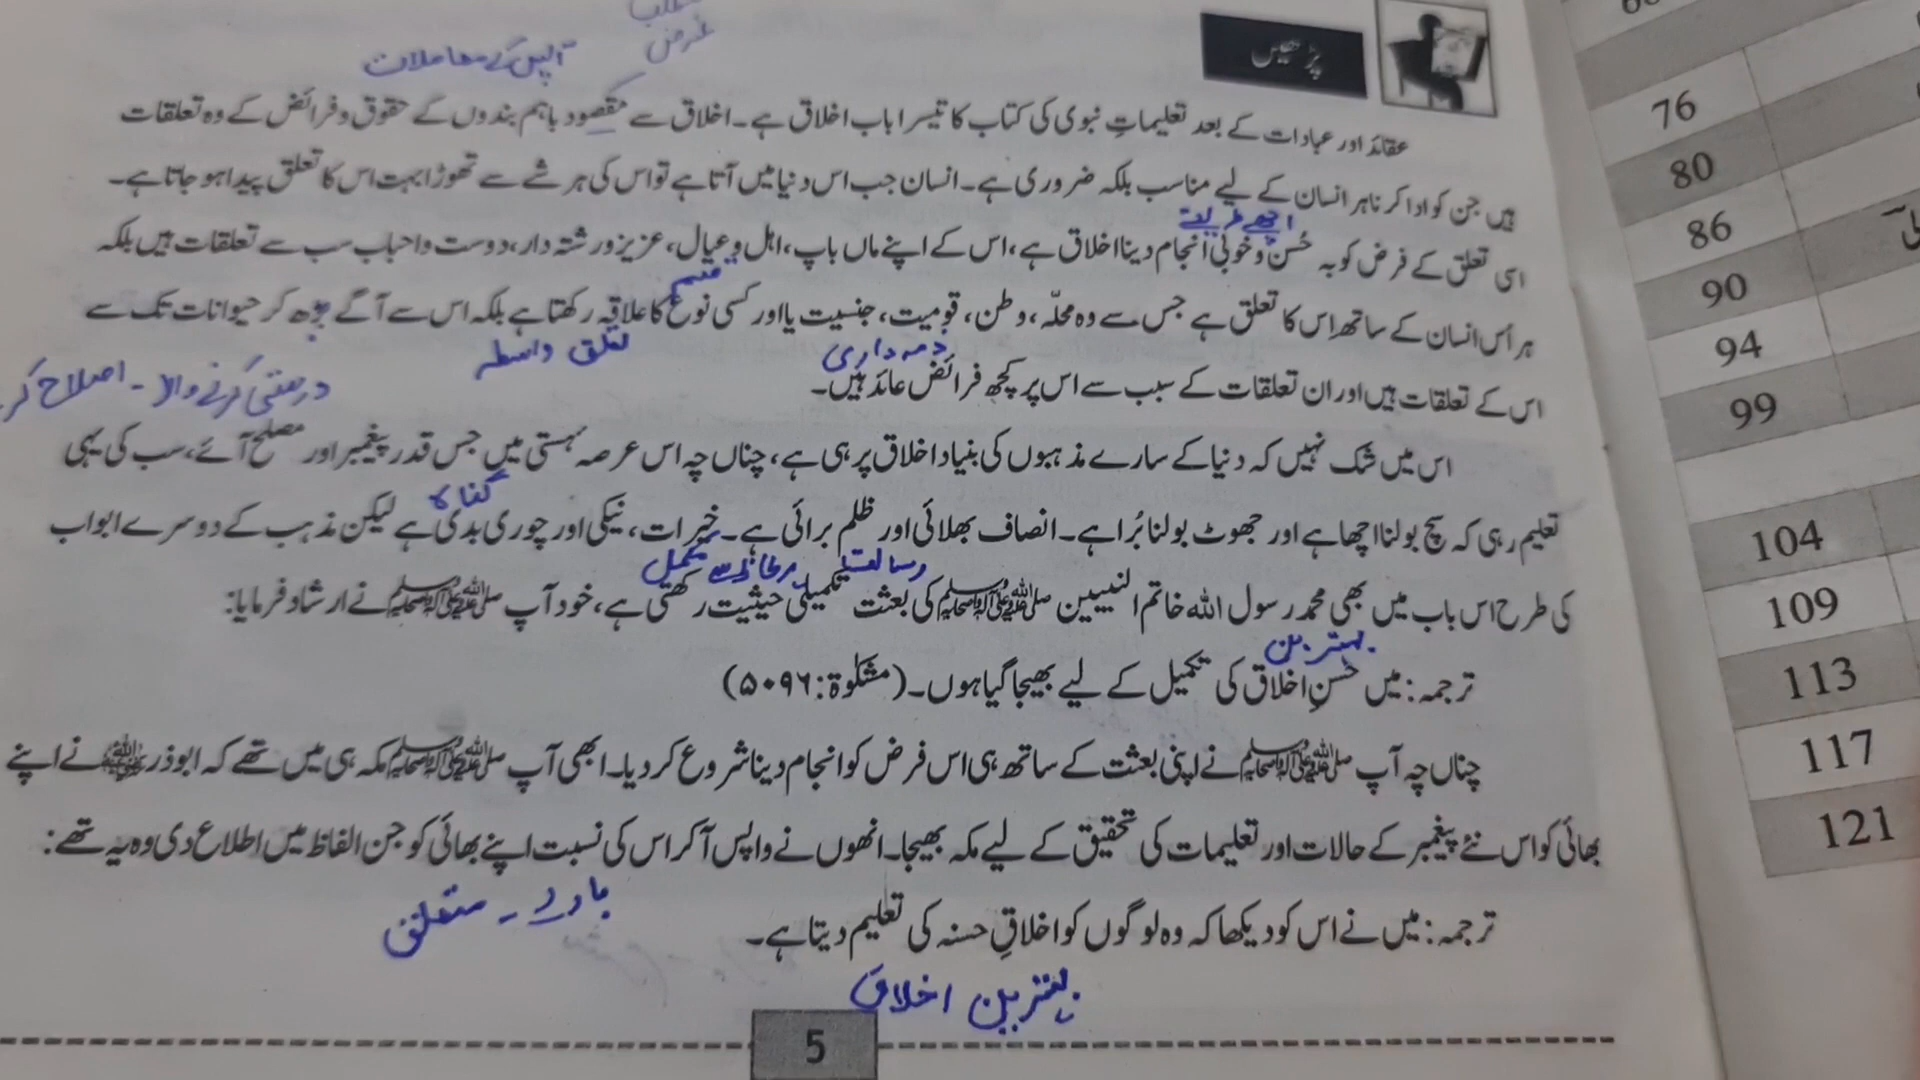 مطلب
غرض
آپس کے معاملات
پڑھیں
عقائد اور عبادات کے بعد تعلیماتِ نبوی کی کتاب کا تیسرا باب اخلاق ہے۔ اخلاق سے مقصود باہم بندوں کے حقوق و فرائض کے وہ تعلقات
ہیں جن کو ادا کرنا ہر انسان کے لیے مناسب بلکہ ضروری ہے۔ انسان جب اس دنیا میں آتا ہے تو اس کی ہر شے سے تھوڑا بہت اس کا تعلق پیدا ہو جاتا ہے۔
اچھے طریقے
اسی تعلق کے فرض کو بہ حُسن و خوبی انجام دینا اخلاق ہے، اس کے اپنے ماں باپ، اہل و عیال، عزیز و رشتہ دار، دوست و احباب سب سے تعلقات ہیں بلکہ
قسم
ہر اُس انسان کے ساتھ اِس کا تعلق ہے جس سے وہ محلّہ، وطن، قومیت، جنسیت یا اور کسی نوع کا علاقہ رکھتا ہے بلکہ اس سے آگے بڑھ کر حیوانات تک سے
تعلق واسطہ
ذمہ داری
اس کے تعلقات ہیں اور ان تعلقات کے سبب سے اس پر کچھ فرائض عائد ہیں۔
درستی کرنے والا - اصلاح کر
اس میں شک نہیں کہ دنیا کے سارے مذہبوں کی بنیاد اخلاق پر ہی ہے، چناں چہ اس عرصہ ہستی میں جس قدر پیغمبر اور مصلح آئے، سب کی یہی
گناہ
تعلیم رہی کہ سچ بولنا اچھا ہے اور جھوٹ بولنا بُرا ہے۔ انصاف بھلائی اور ظلم برائی ہے۔ خیرات، نیکی اور چوری بدی ہے لیکن مذہب کے دوسرے ابواب
رسالت
لحاظ سے مکمل
کی طرح اس باب میں بھی محمد رسول اللہ خاتم النبیین ﷺ کی بعثت تکمیلی حیثیت رکھتی ہے، خود آپ ﷺ نے ارشاد فرمایا:
بہترین
ترجمہ: میں حُسنِ اخلاق کی تکمیل کے لیے بھیجا گیا ہوں۔ (مشکوٰۃ: ۵۰۹۶)
چناں چہ آپ ﷺ نے اپنی بعثت کے ساتھ ہی اس فرض کو انجام دینا شروع کر دیا۔ ابھی آپ ﷺ مکہ ہی میں تھے کہ ابوذر رضی اللہ عنہ نے اپنے
بھائی کو اس نئے پیغمبر کے حالات اور تعلیمات کی تحقیق کے لیے مکہ بھیجا۔ انھوں نے واپس آ کر اس کی نسبت اپنے بھائی کو جن الفاظ میں اطلاع دی وہ یہ تھے:
متعلق
ترجمہ: میں نے اس کو دیکھا کہ وہ لوگوں کو اخلاقِ حسنہ کی تعلیم دیتا ہے۔
بہترین اخلاق
5
76
80
86
90
94
99
104
109
113
117
121